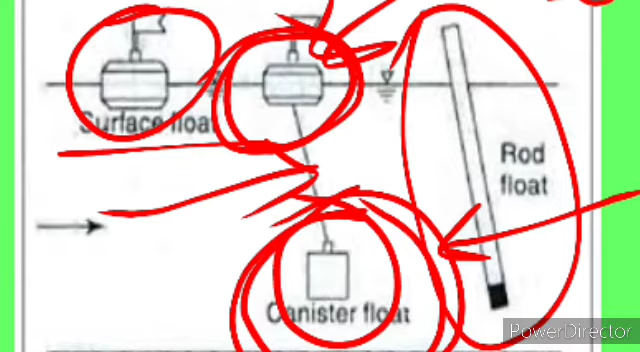 Surface float
Rod
float
Canister float
PowerDirector